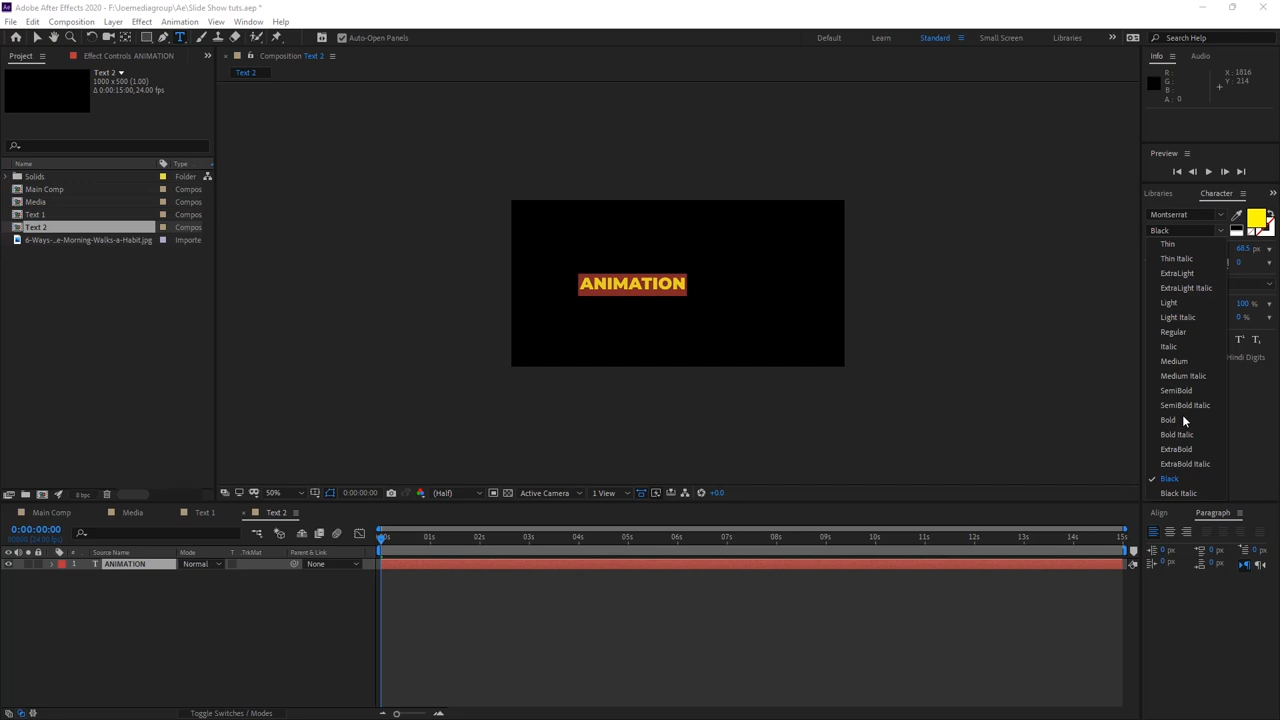 Adobe After Effects 2020 - F:\Joemediagroup\Ae\Slide Show tuts.aep *
File Edit Composition Layer Effect Animation View Window Help
Auto-Open Panels
Default Learn Standard Small Screen Libraries Search Help
Project Effect Controls ANIMATION
Composition Text 2
Info Audio
Text 2
1000 x 500 (1.00)
Δ 0:00:15:00, 24.00 fps
Text 2
R:
G:
B:
A: 0
X: 1816
Y: 214
Preview
Name Type
Solids Folder
Main Comp Compos
Media Compos
Text 1 Compos
Text 2 Compos
6-Ways-..e-Morning-Walks-a-Habit.jpg Importe
ANIMATION
Libraries Character
Montserrat
Black
Thin
Thin Italic
ExtraLight
ExtraLight Italic
Light
Light Italic
Regular
Italic
Medium
Medium Italic
SemiBold
SemiBold Italic
Bold
Bold Italic
ExtraBold
ExtraBold Italic
Black
Black Italic
68.5 px
0
100 %
0 %
Hindi Digits
8 bpc
50% 0:00:00:00 (Half) Active Camera 1 View +0.0
Main Comp Media Text 1 Text 2
Align Paragraph
0:00:00:00
00000 (24.00 fps)
00s 01s 02s 03s 04s 05s 06s 07s 08s 09s 10s 11s 12s 13s 14s 15s
# Source Name Mode T .TrkMat Parent & Link
1 T ANIMATION Normal None
0 px 0 px 0 px
0 px 0 px
Toggle Switches / Modes